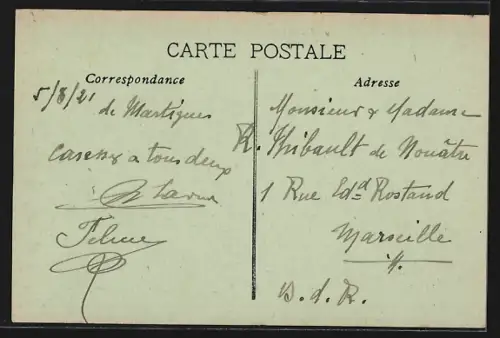 CARTE POSTALE
Correspondance
5/8/21
de Martigues
Caresses a tous deux
Adresse
Monsieur & Madame
R. Thibault de Nouâtre
1 Rue Edd Rostand
Marseille
B. d. R.